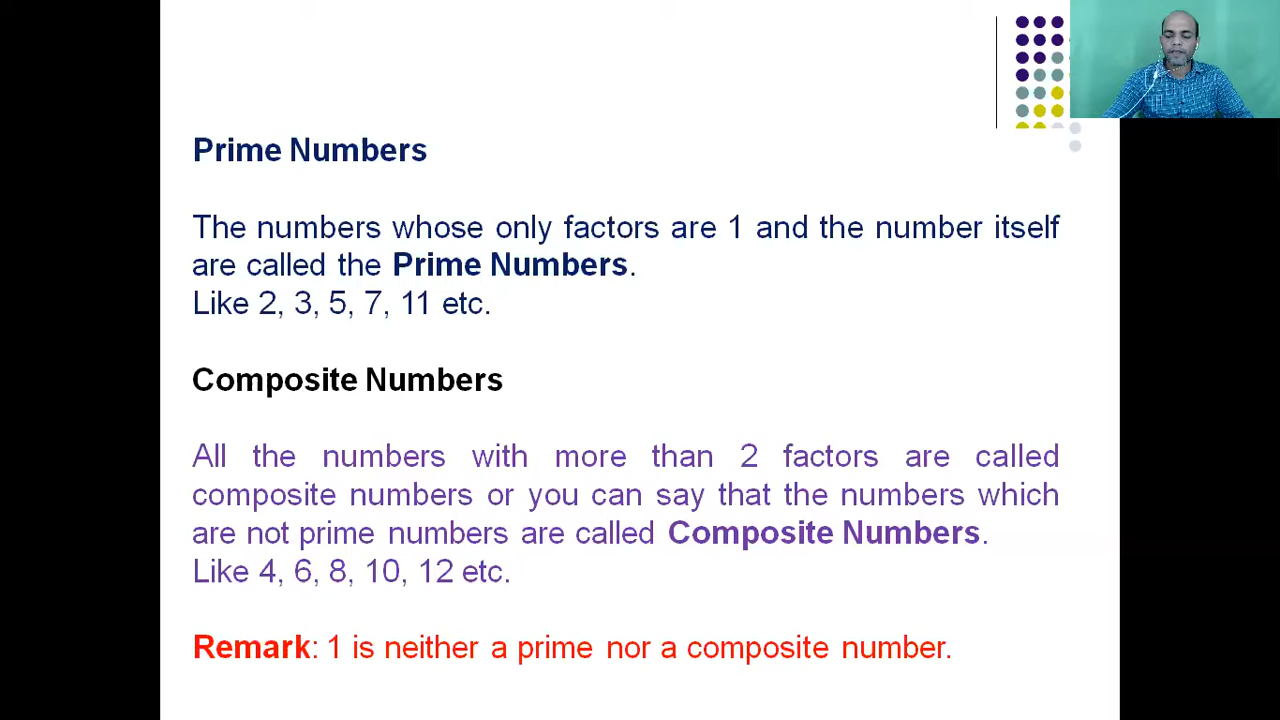 Prime Numbers
The numbers whose only factors are 1 and the number itself
are called the Prime Numbers.
Like 2, 3, 5, 7, 11 etc.
Composite Numbers
All the numbers with more than 2 factors are called
composite numbers or you can say that the numbers which
are not prime numbers are called Composite Numbers.
Like 4, 6, 8, 10, 12 etc.
Remark: 1 is neither a prime nor a composite number.